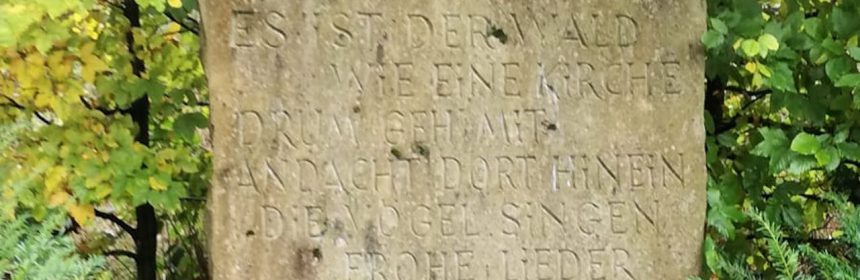 ES IST DER WALD
WIE EINE KIRCHE
DRUM GEH MIT
ANDACHT DORT HINEIN
DIE VÖGEL SINGEN
FROHE LIEDER